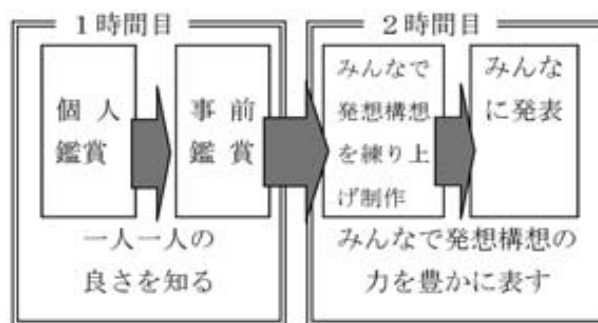 １時間目
個人
鑑賞
事前
鑑賞
一人一人の
良さを知る
２時間目
みんなで
発想構想
を練り上
げ制作
みんな
に発表
みんなで発想構想の
力を豊かに表す